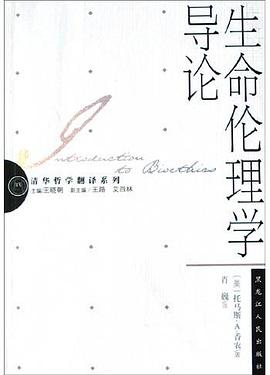 生命伦理学
导论
Introduction
to Bioethics
清华哲学翻译系列
主编/王晓朝 副主编/王路 艾四林
[美]托马斯·A·香农/著
肖巍/译
黑龙江人民出版社